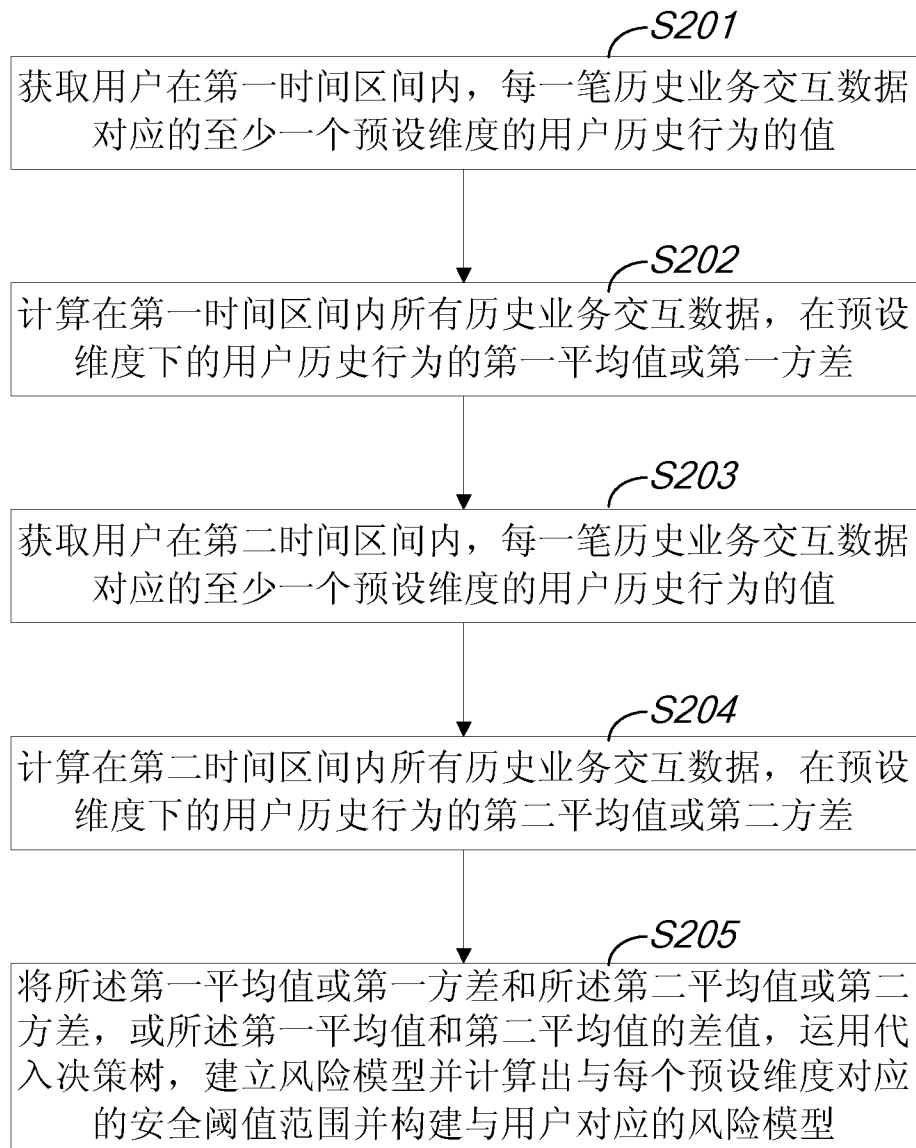 S201
获取用户在第一时间区间内，每一笔历史业务交互数据
对应的至少一个预设维度的用户历史行为的值
S202
计算在第一时间区间内所有历史业务交互数据，在预设
维度下的用户历史行为的第一平均值或第一方差
S203
获取用户在第二时间区间内，每一笔历史业务交互数据
对应的至少一个预设维度的用户历史行为的值
S204
计算在第二时间区间内所有历史业务交互数据，在预设
维度下的用户历史行为的第二平均值或第二方差
S205
将所述第一平均值或第一方差和所述第二平均值或第二
方差，或所述第一平均值和第二平均值的差值，运用代
入决策树，建立风险模型并计算出与每个预设维度对应
的安全阈值范围并构建与用户对应的风险模型